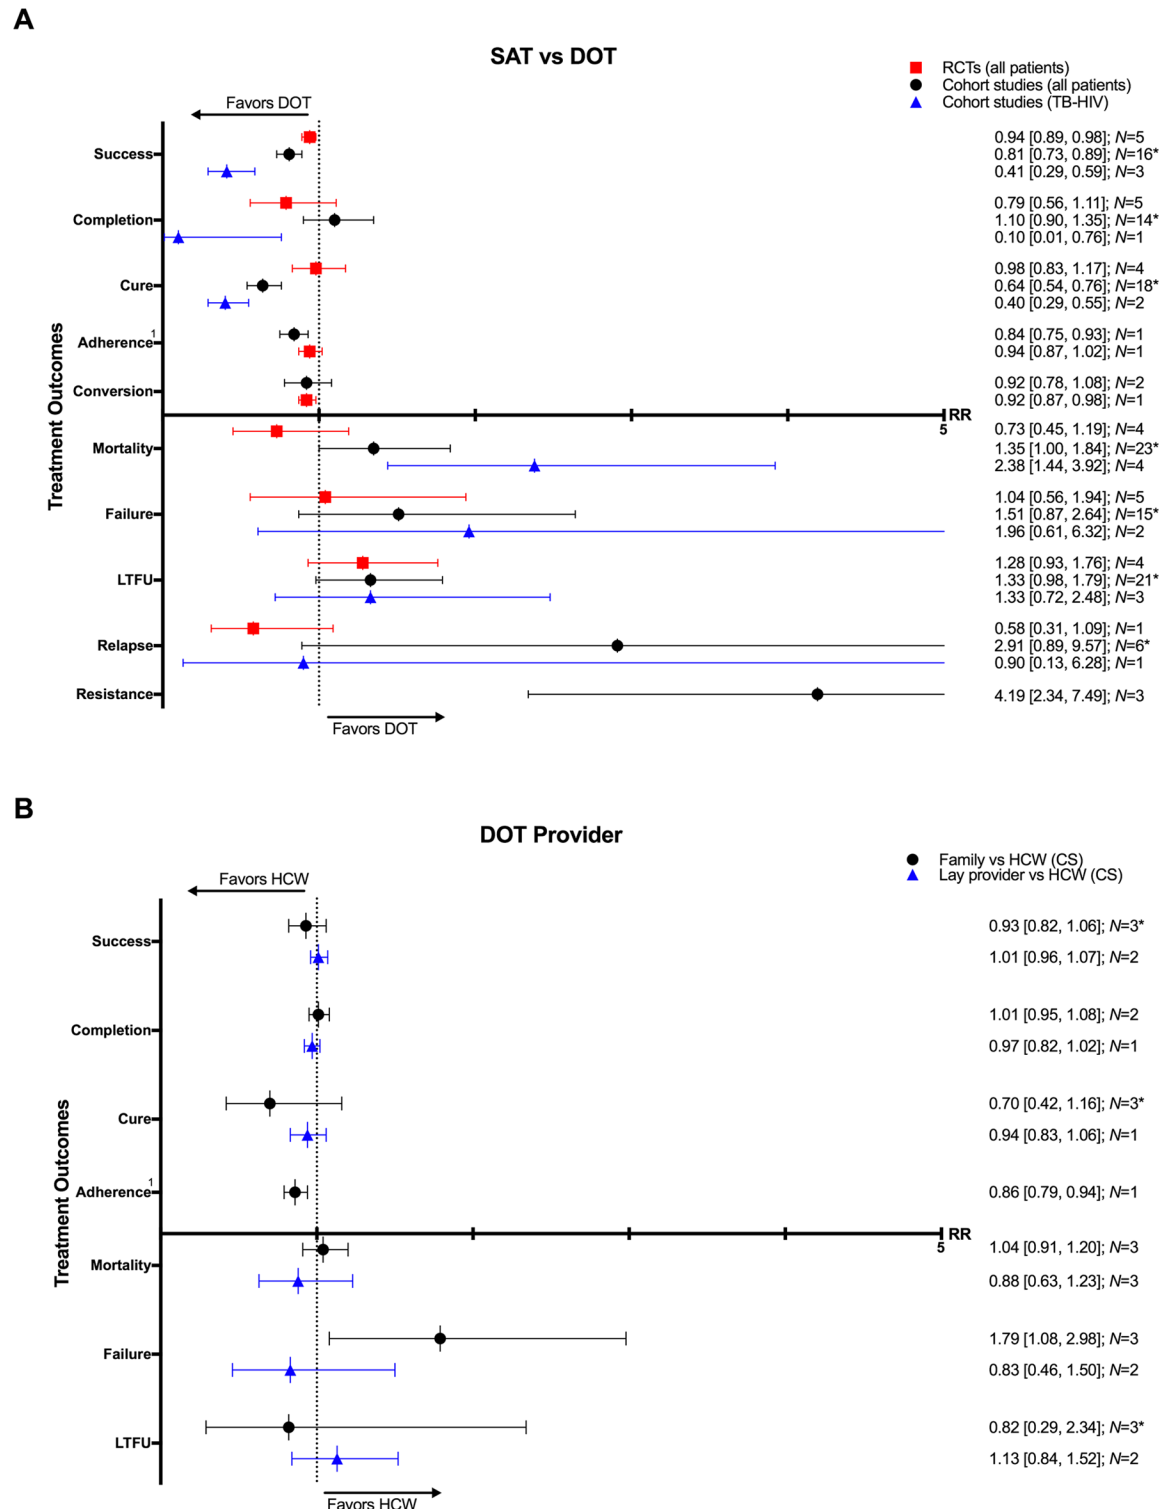 A
SAT vs DOT
RCTs (all patients)
Cohort studies (all patients)
Cohort studies (TB-HIV)
Favors DOT
Treatment Outcomes
Success
0.94 [0.89, 0.98]; N=5
0.81 [0.73, 0.89]; N=16*
0.41 [0.29, 0.59]; N=3
Completion
0.79 [0.56, 1.11]; N=5
1.10 [0.90, 1.35]; N=14*
0.10 [0.01, 0.76]; N=1
Cure
0.98 [0.83, 1.17]; N=4
0.64 [0.54, 0.76]; N=18*
0.40 [0.29, 0.55]; N=2
Adherence1
0.84 [0.75, 0.93]; N=1
0.94 [0.87, 1.02]; N=1
Conversion
0.92 [0.78, 1.08]; N=2
0.92 [0.87, 0.98]; N=1
RR
5
Mortality
0.73 [0.45, 1.19]; N=4
1.35 [1.00, 1.84]; N=23*
2.38 [1.44, 3.92]; N=4
Failure
1.04 [0.56, 1.94]; N=5
1.51 [0.87, 2.64]; N=15*
1.96 [0.61, 6.32]; N=2
LTFU
1.28 [0.93, 1.76]; N=4
1.33 [0.98, 1.79]; N=21*
1.33 [0.72, 2.48]; N=3
Relapse
0.58 [0.31, 1.09]; N=1
2.91 [0.89, 9.57]; N=6*
0.90 [0.13, 6.28]; N=1
Resistance
4.19 [2.34, 7.49]; N=3
Favors DOT
B
DOT Provider
Family vs HCW (CS)
Lay provider vs HCW (CS)
Favors HCW
Treatment Outcomes
Success
0.93 [0.82, 1.06]; N=3*
1.01 [0.96, 1.07]; N=2
Completion
1.01 [0.95, 1.08]; N=2
0.97 [0.82, 1.02]; N=1
Cure
0.70 [0.42, 1.16]; N=3*
0.94 [0.83, 1.06]; N=1
Adherence1
0.86 [0.79, 0.94]; N=1
RR
5
Mortality
1.04 [0.91, 1.20]; N=3
0.88 [0.63, 1.23]; N=3
Failure
1.79 [1.08, 2.98]; N=3
0.83 [0.46, 1.50]; N=2
LTFU
0.82 [0.29, 2.34]; N=3*
1.13 [0.84, 1.52]; N=2
Favors HCW